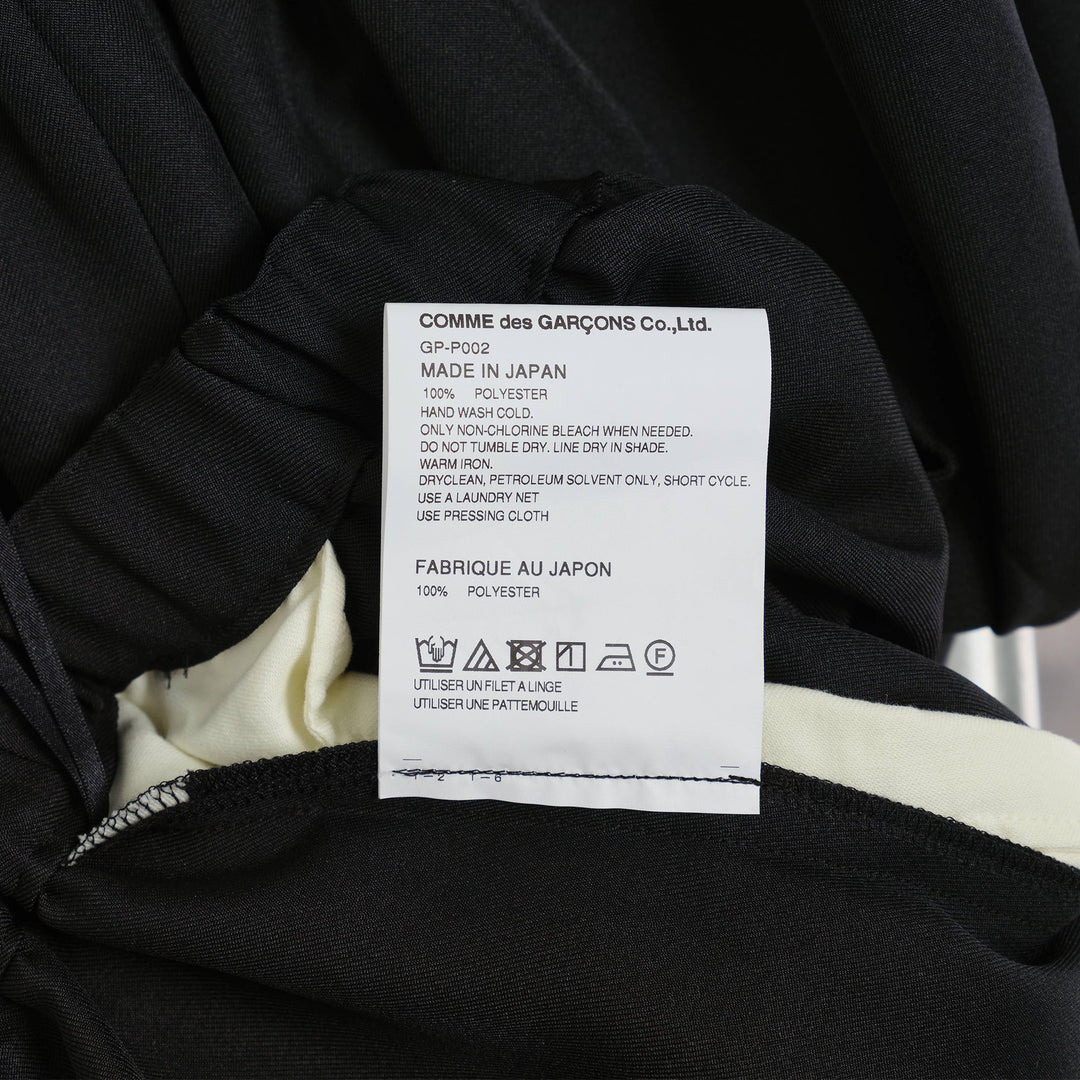 COMME des GARÇONS Co.,Ltd.
GP-P002
MADE IN JAPAN
100% POLYESTER
HAND WASH COLD.
ONLY NON-CHLORINE BLEACH WHEN NEEDED.
DO NOT TUMBLE DRY. LINE DRY IN SHADE.
WARM IRON.
DRYCLEAN, PETROLEUM SOLVENT ONLY, SHORT CYCLE.
USE A LAUNDRY NET
USE PRESSING CLOTH
FABRIQUE AU JAPON
100% POLYESTER
F
UTILISER UN FILET A LINGE
UTILISER UNE PATTEMOUILLE